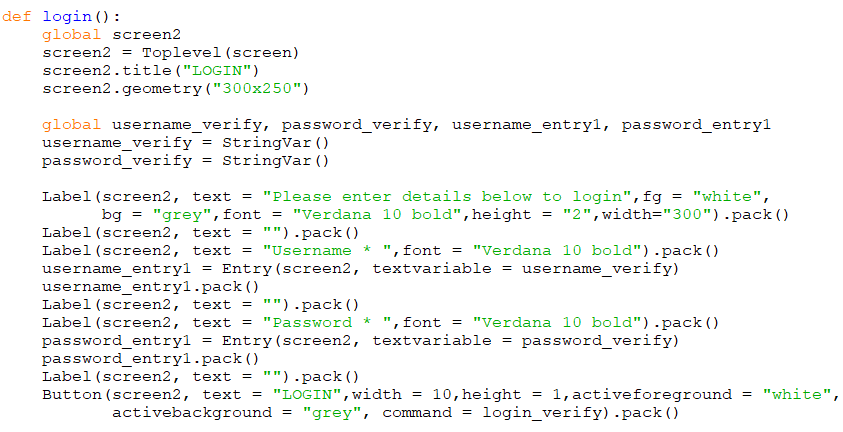 def login():
    global screen2
    screen2 = Toplevel(screen)
    screen2.title("LOGIN")
    screen2.geometry("300x250")

    global username_verify, password_verify, username_entry1, password_entry1
    username_verify = StringVar()
    password_verify = StringVar()

    Label(screen2, text = "Please enter details below to login",fg = "white",
          bg = "grey",font = "Verdana 10 bold",height = "2",width="300").pack()
    Label(screen2, text = "").pack()
    Label(screen2, text = "Username * ",font = "Verdana 10 bold").pack()
    username_entry1 = Entry(screen2, textvariable = username_verify)
    username_entry1.pack()
    Label(screen2, text = "").pack()
    Label(screen2, text = "Password * ",font = "Verdana 10 bold").pack()
    password_entry1 = Entry(screen2, textvariable = password_verify)
    password_entry1.pack()
    Label(screen2, text = "").pack()
    Button(screen2, text = "LOGIN",width = 10,height = 1,activeforeground = "white",
           activebackground = "grey", command = login_verify).pack()